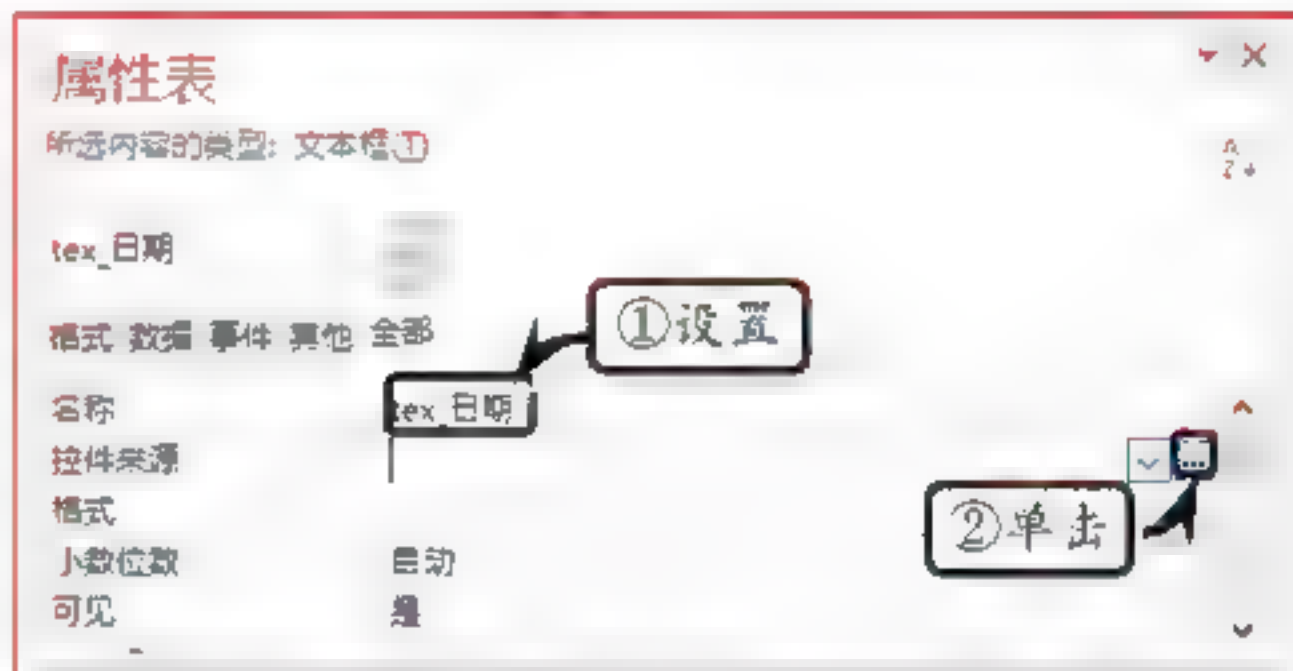 属性表
所选内容的类型: 文本框(T)
tex_日期
格式 数据 事件 其他 全部
①设置
名称 tex_日期
控件来源
格式
②单击
小数位数 自动
可见 是